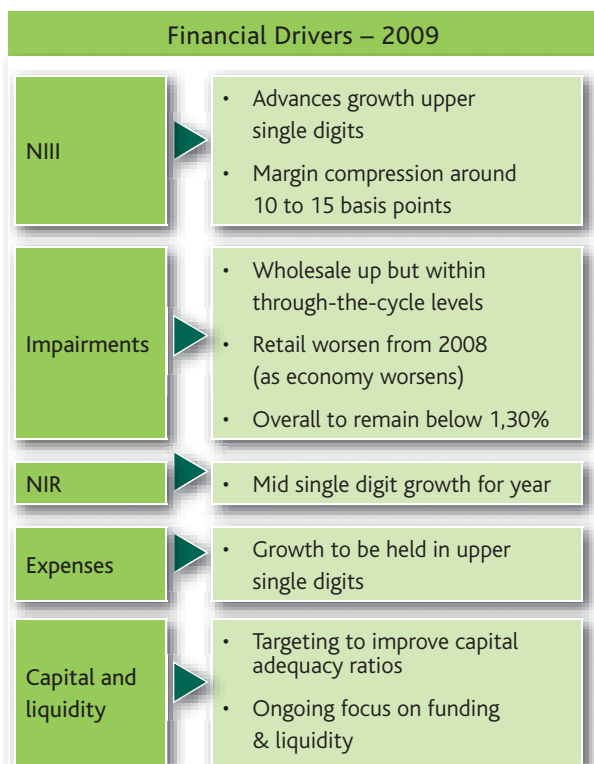 Financial Drivers – 2009
NIII
• Advances growth upper
single digits
• Margin compression around
10 to 15 basis points
Impairments
• Wholesale up but within
through-the-cycle levels
• Retail worsen from 2008
(as economy worsens)
• Overall to remain below 1,30%
NIR
• Mid single digit growth for year
Expenses
• Growth to be held in upper
single digits
Capital and
liquidity
• Targeting to improve capital
adequacy ratios
• Ongoing focus on funding
& liquidity